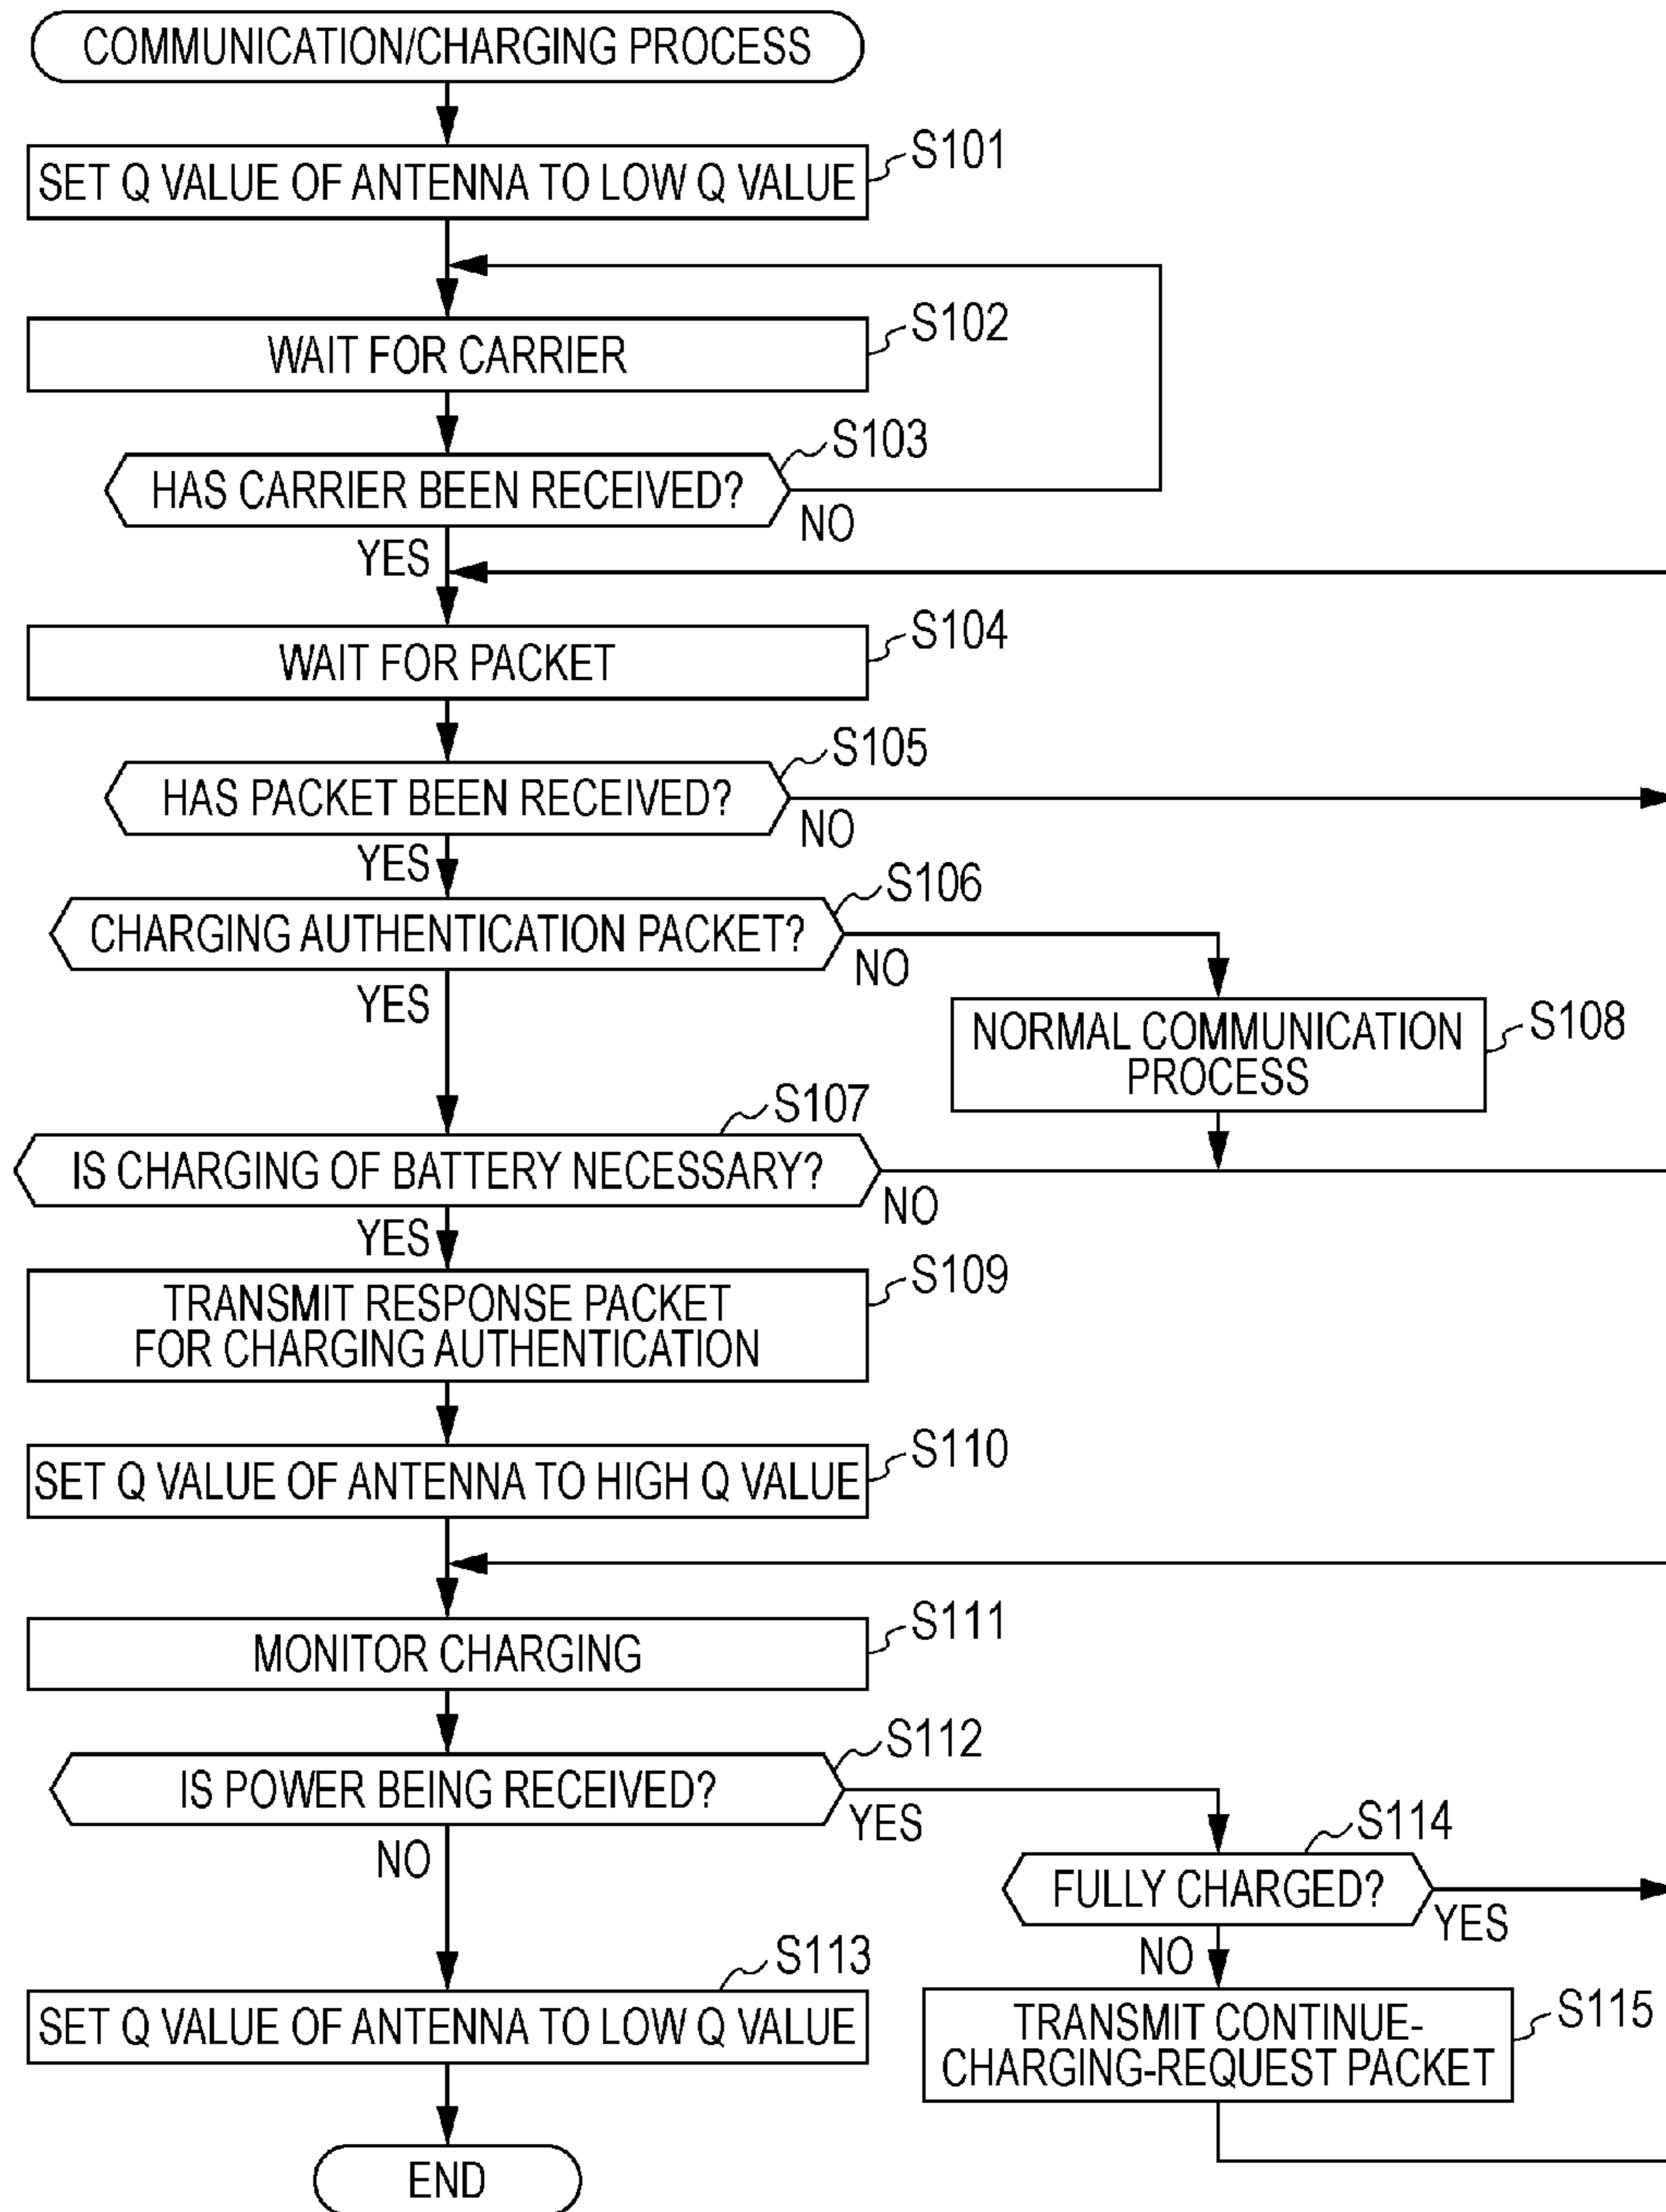 COMMUNICATION/CHARGING PROCESS
S101
SET Q VALUE OF ANTENNA TO LOW Q VALUE
S102
WAIT FOR CARRIER
S103
HAS CARRIER BEEN RECEIVED?
NO
YES
S104
WAIT FOR PACKET
S105
HAS PACKET BEEN RECEIVED?
NO
YES
S106
CHARGING AUTHENTICATION PACKET?
NO
YES
S108
NORMAL COMMUNICATION
PROCESS
S107
IS CHARGING OF BATTERY NECESSARY?
NO
YES
S109
TRANSMIT RESPONSE PACKET
FOR CHARGING AUTHENTICATION
S110
SET Q VALUE OF ANTENNA TO HIGH Q VALUE
S111
MONITOR CHARGING
S112
IS POWER BEING RECEIVED?
YES
NO
S114
FULLY CHARGED?
YES
NO
S113
SET Q VALUE OF ANTENNA TO LOW Q VALUE
S115
TRANSMIT CONTINUE-
CHARGING-REQUEST PACKET
END